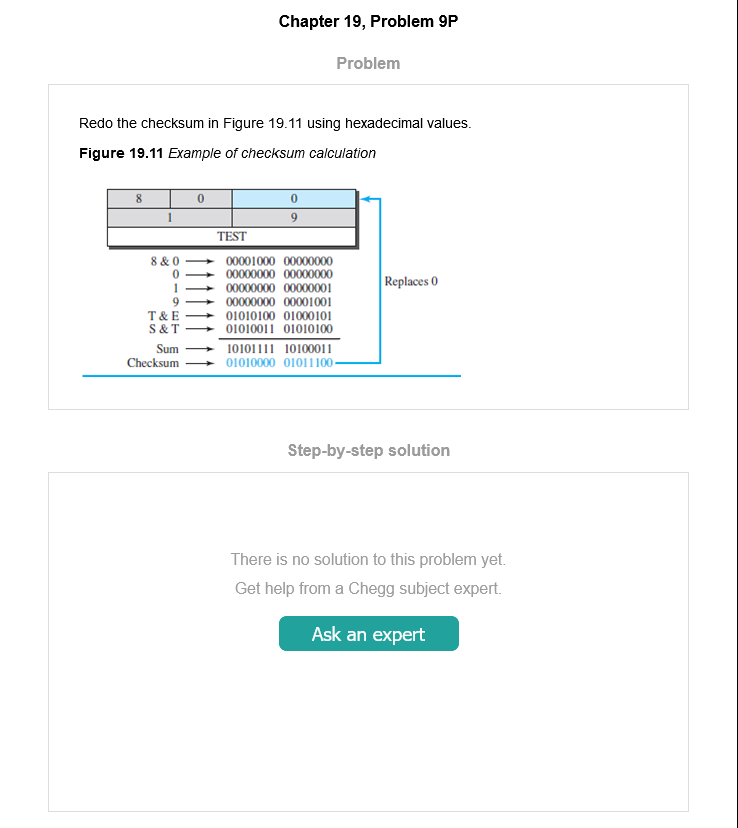 Chapter 19, Problem 9P
Problem
Redo the checksum in Figure 19.11 using hexadecimal values.
Figure 19.11 Example of checksum calculation
8 0 0
1 9
TEST
8 & 0 → 00001000 00000000
0 → 00000000 00000000
1 → 00000000 00000001
9 → 00000000 00001001
T & E → 01010100 01000101
S & T → 01010011 01010100
Sum → 10101111 10100011
Checksum → 01010000 01011100
Replaces 0
Step-by-step solution
There is no solution to this problem yet.
Get help from a Chegg subject expert.
Ask an expert